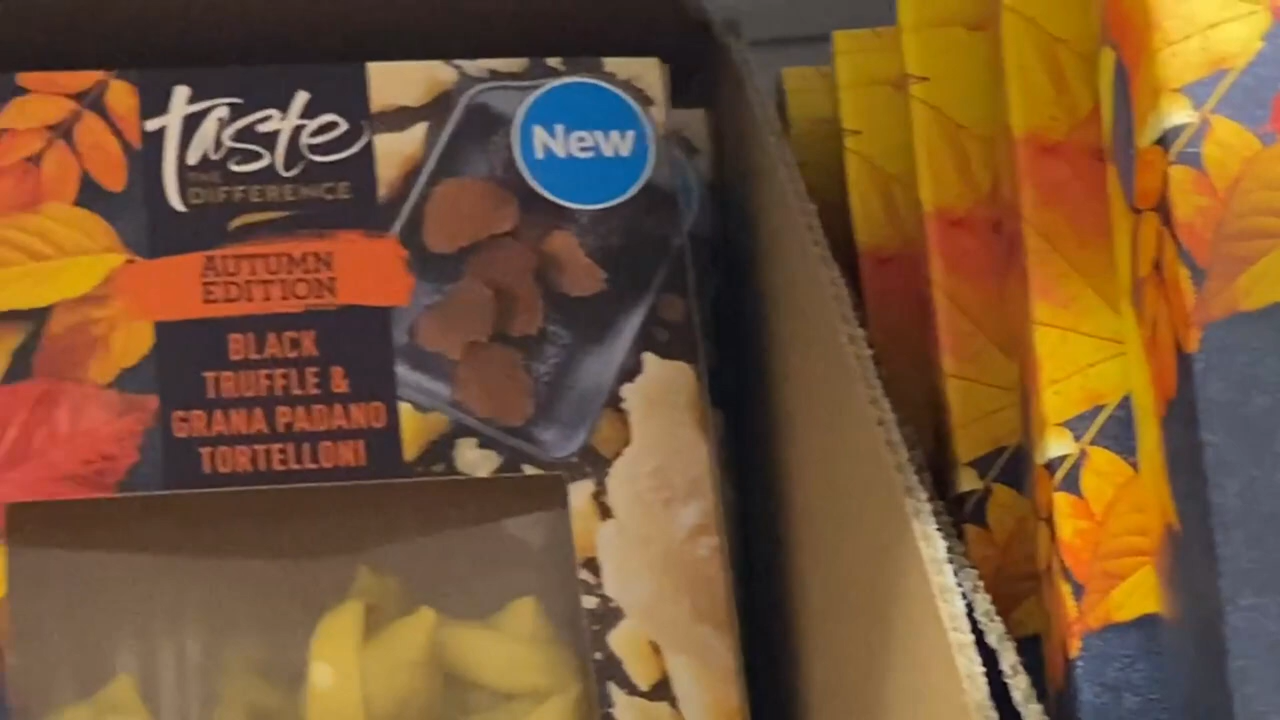 taste
THE
DIFFERENCE
New
AUTUMN
EDITION
BLACK
TRUFFLE &
GRANA PADANO
TORTELLONI